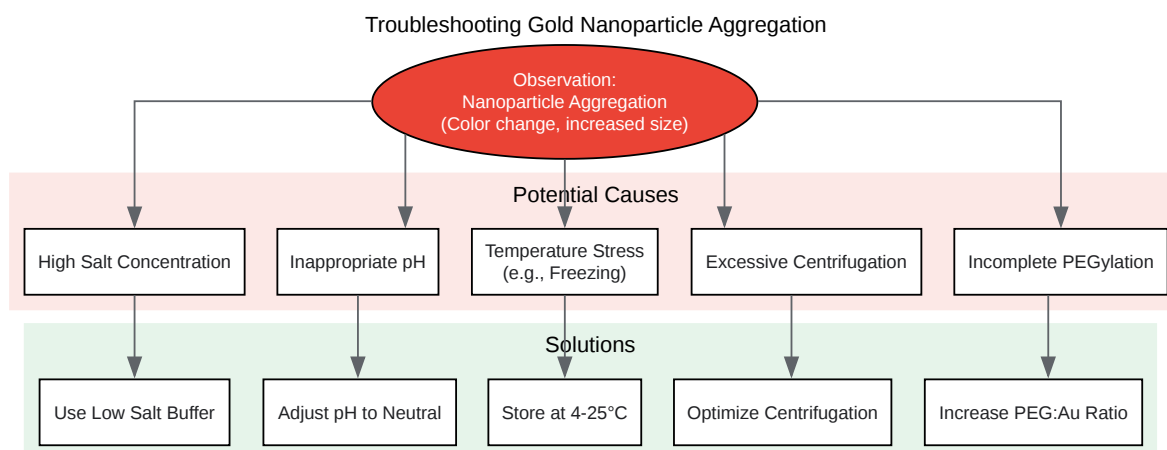 Troubleshooting Gold Nanoparticle Aggregation
Observation:
Nanoparticle Aggregation
(Color change, increased size)
Potential Causes
High Salt Concentration
Inappropriate pH
Temperature Stress
(e.g., Freezing)
Excessive Centrifugation
Incomplete PEGylation
Solutions
Use Low Salt Buffer
Adjust pH to Neutral
Store at 4-25°C
Optimize Centrifugation
Increase PEG:Au Ratio